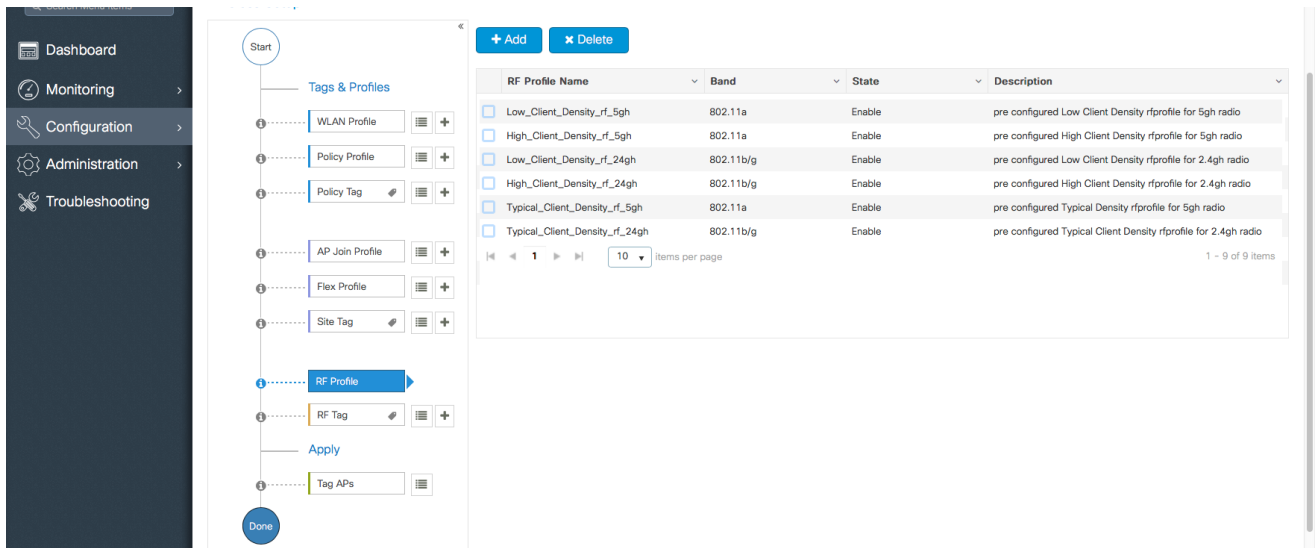 Search Menu Items
Dashboard
Monitoring
Configuration
Administration
Troubleshooting
Start
Tags & Profiles
WLAN Profile
Policy Profile
Policy Tag
AP Join Profile
Flex Profile
Site Tag
RF Profile
RF Tag
Apply
Tag APs
Done
+ Add
× Delete
RF Profile Name Band State Description
Low_Client_Density_rf_5gh 802.11a Enable pre configured Low Client Density rfprofile for 5gh radio
High_Client_Density_rf_5gh 802.11a Enable pre configured High Client Density rfprofile for 5gh radio
Low_Client_Density_rf_24gh 802.11b/g Enable pre configured Low Client Density rfprofile for 2.4gh radio
High_Client_Density_rf_24gh 802.11b/g Enable pre configured High Client Density rfprofile for 2.4gh radio
Typical_Client_Density_rf_5gh 802.11a Enable pre configured Typical Density rfprofile for 5gh radio
Typical_Client_Density_rf_24gh 802.11b/g Enable pre configured Typical Client Density rfprofile for 2.4gh radio
1 10 items per page 1 - 9 of 9 items